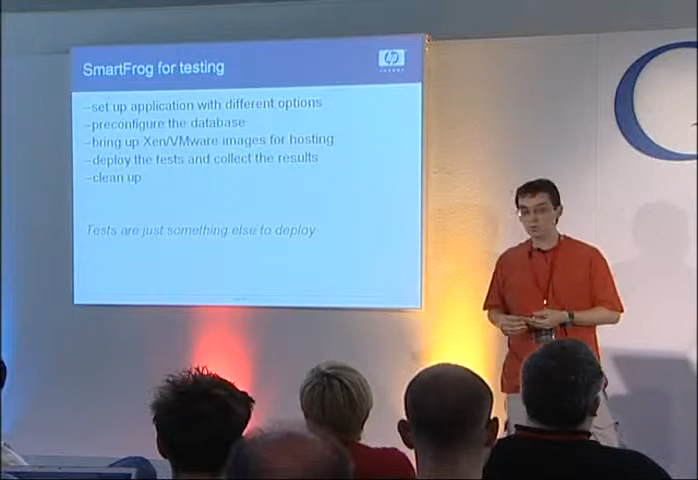 SmartFrog for testing
hp
–set up application with different options
–preconfigure the database
–bring up Xen/VMware images for hosting
–deploy the tests and collect the results
–clean up
Tests are just something else to deploy.